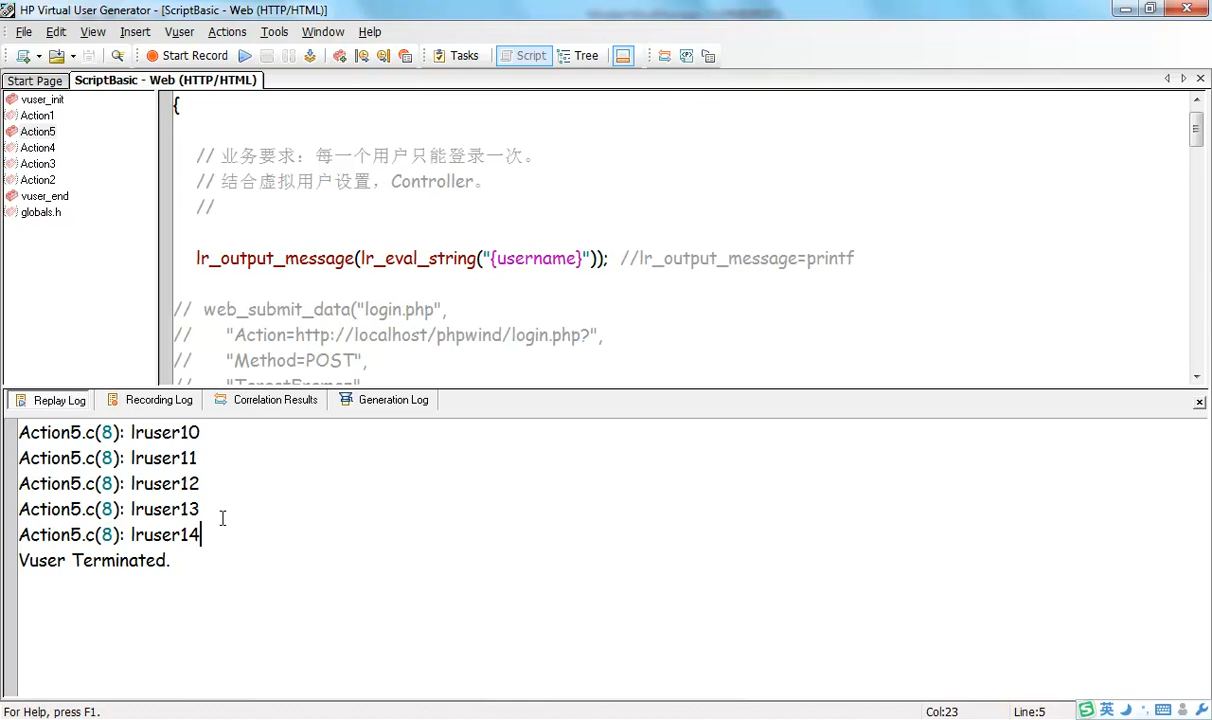 HP Virtual User Generator - [ScriptBasic - Web (HTTP/HTML)]
File Edit View Insert Vuser Actions Tools Window Help
Start Record Tasks Script Tree
Start Page ScriptBasic - Web (HTTP/HTML)
vuser_init
Action1
Action5
Action4
Action3
Action2
vuser_end
globals.h
{
// 业务要求：每一个用户只能登录一次。
// 结合虚拟用户设置，Controller。
//
lr_output_message(lr_eval_string("{username}")); //lr_output_message=printf
// web_submit_data("login.php",
// "Action=http://localhost/phpwind/login.php?",
// "Method=POST",
Replay Log Recording Log Correlation Results Generation Log
Action5.c(8): lruser10
Action5.c(8): lruser11
Action5.c(8): lruser12
Action5.c(8): lruser13
Action5.c(8): lruser14
Vuser Terminated.
For Help, press F1. Col:23 Line:5 英